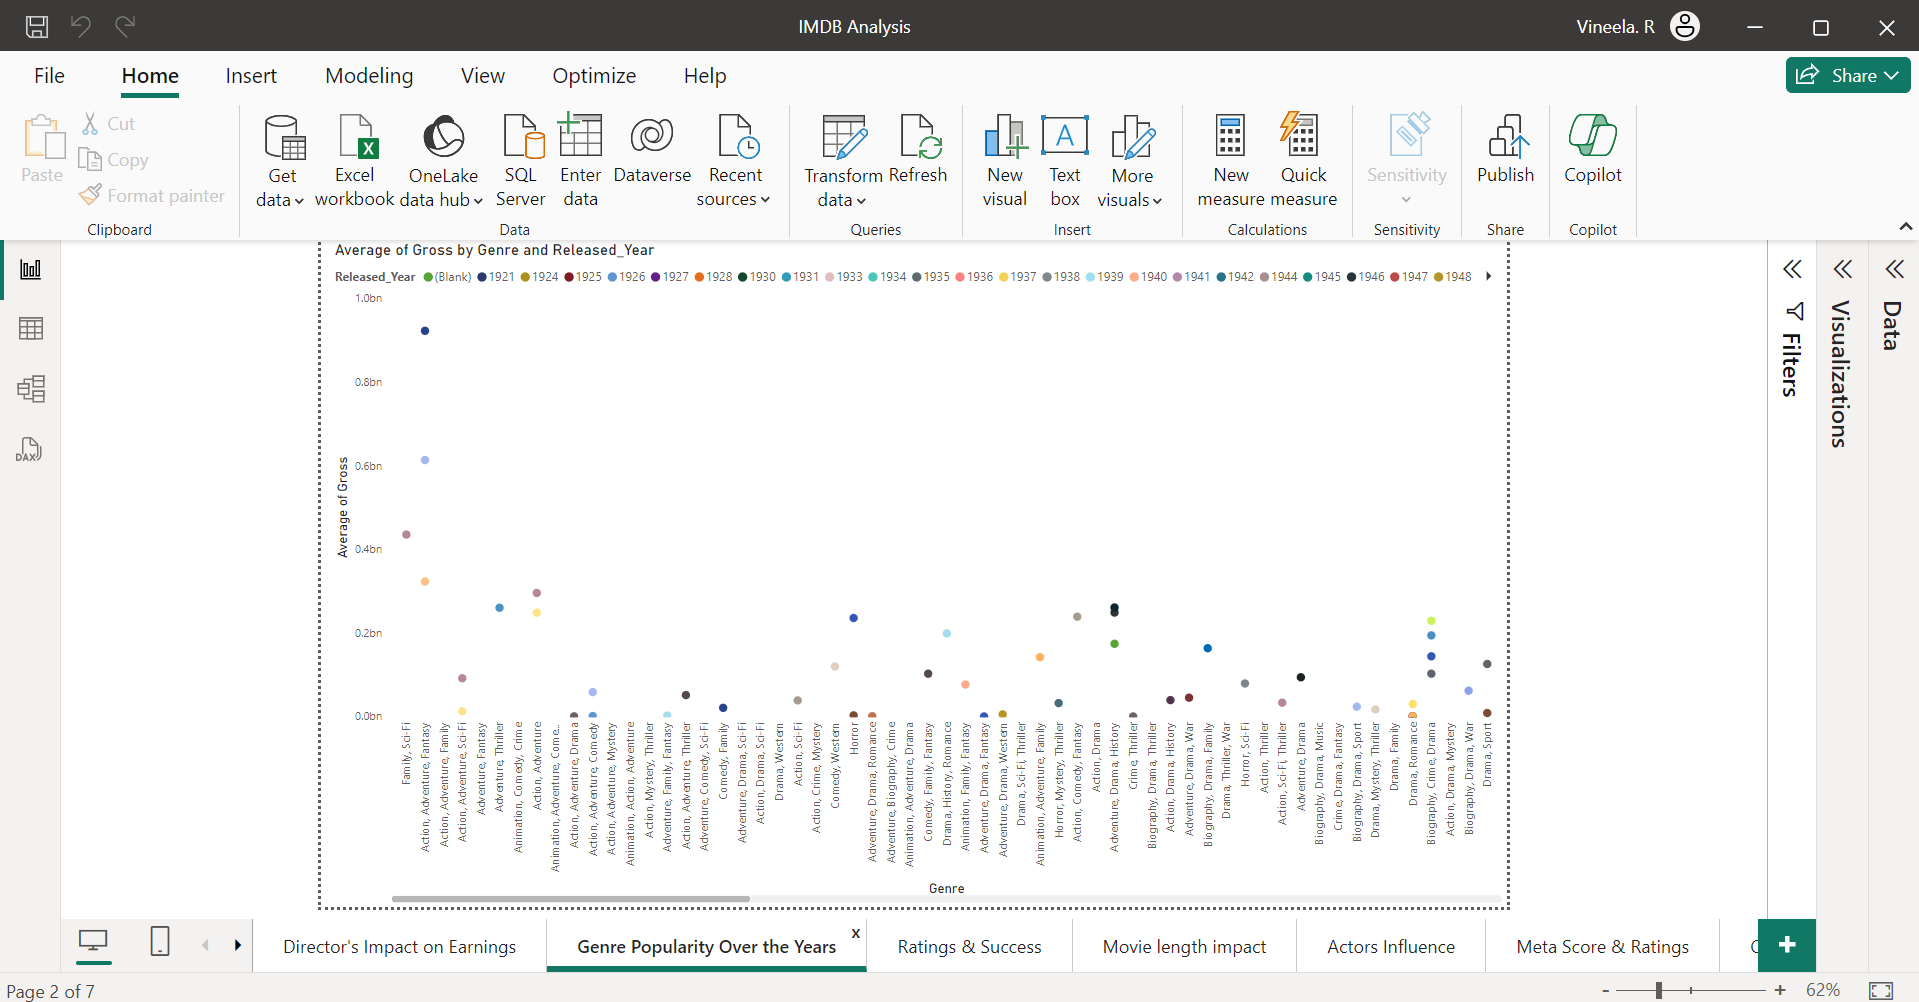 IMDB Analysis
Vineela. R
File Home Insert Modeling View Optimize Help
Share
Paste
Cut
Copy
Format painter
Clipboard
Get data
Excel workbook
OneLake data hub
SQL Server
Enter data
Dataverse
Recent sources
Data
Transform data
Refresh
Queries
New visual
Text box
More visuals
Insert
New measure
Quick measure
Calculations
Sensitivity
Sensitivity
Publish
Share
Copilot
Copilot
Average of Gross by Genre and Released_Year
Released_Year (Blank) 1921 1924 1925 1926 1927 1928 1930 1931 1933 1934 1935 1936 1937 1938 1939 1940 1941 1942 1944 1945 1946 1947 1948
1.0bn
0.8bn
0.6bn
0.4bn
0.2bn
0.0bn
Average of Gross
Family, Sci-Fi
Action, Adventure, Fantasy
Action, Adventure, Family
Action, Adventure, Sci-Fi
Adventure, Fantasy
Adventure, Thriller
Animation, Comedy, Crime
Action, Adventure
Animation, Adventure, Come...
Action, Adventure, Drama
Action, Adventure, Comedy
Action, Adventure, Mystery
Animation, Action, Adventure
Action, Mystery, Thriller
Adventure, Family, Fantasy
Action, Adventure, Thriller
Adventure, Comedy, Sci-Fi
Comedy, Family
Adventure, Drama, Sci-Fi
Action, Drama, Sci-Fi
Drama, Western
Action, Sci-Fi
Action, Crime, Mystery
Comedy, Western
Horror
Adventure, Drama, Romance
Adventure, Biography, Crime
Animation, Adventure, Drama
Comedy, Family, Fantasy
Drama, History, Romance
Animation, Family, Fantasy
Adventure, Drama, Fantasy
Adventure, Drama, Western
Drama, Sci-Fi, Thriller
Animation, Adventure, Family
Horror, Mystery, Thriller
Action, Comedy, Fantasy
Action, Drama
Adventure, Drama, History
Crime, Thriller
Biography, Drama, Thriller
Action, Drama, History
Adventure, Drama, War
Biography, Drama, Family
Drama, Thriller, War
Horror, Sci-Fi
Action, Thriller
Action, Sci-Fi, Thriller
Adventure, Drama
Biography, Drama, Music
Crime, Drama, Fantasy
Biography, Drama, Sport
Drama, Mystery, Thriller
Drama, Family
Drama, Romance
Biography, Crime, Drama
Action, Drama, Mystery
Biography, Drama, War
Drama, Sport
Genre
Filters
Visualizations
Data
DAX
Director's Impact on Earnings
Genre Popularity Over the Years
x
Ratings & Success
Movie length impact
Actors Influence
Meta Score & Ratings
Page 2 of 7
- + 62%